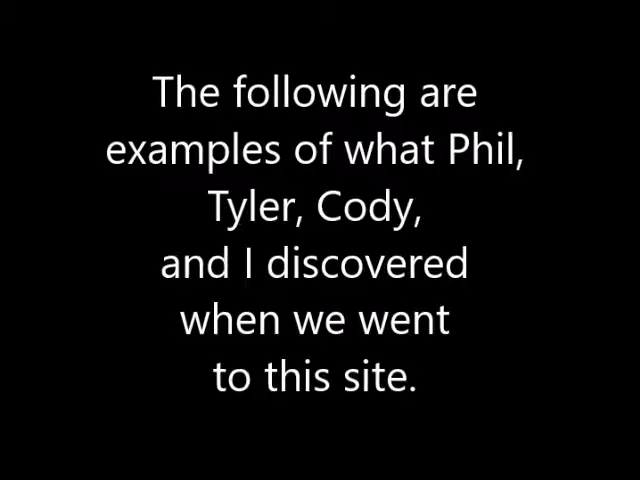 The following are
examples of what Phil,
Tyler, Cody,
and I discovered
when we went
to this site.